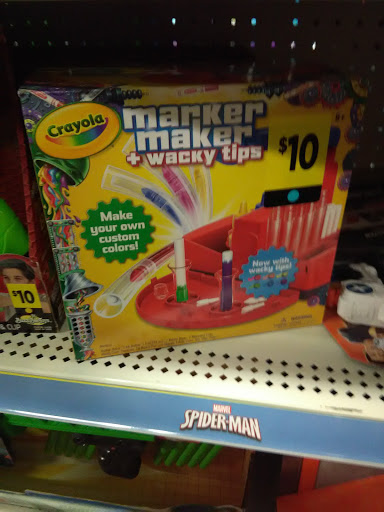 Crayola
marker
maker
+ wacky tips
$10
Make
your own
custom
colors!
Now with
wacky tips!
$10
WARNING
MARVEL
SPIDER-MAN